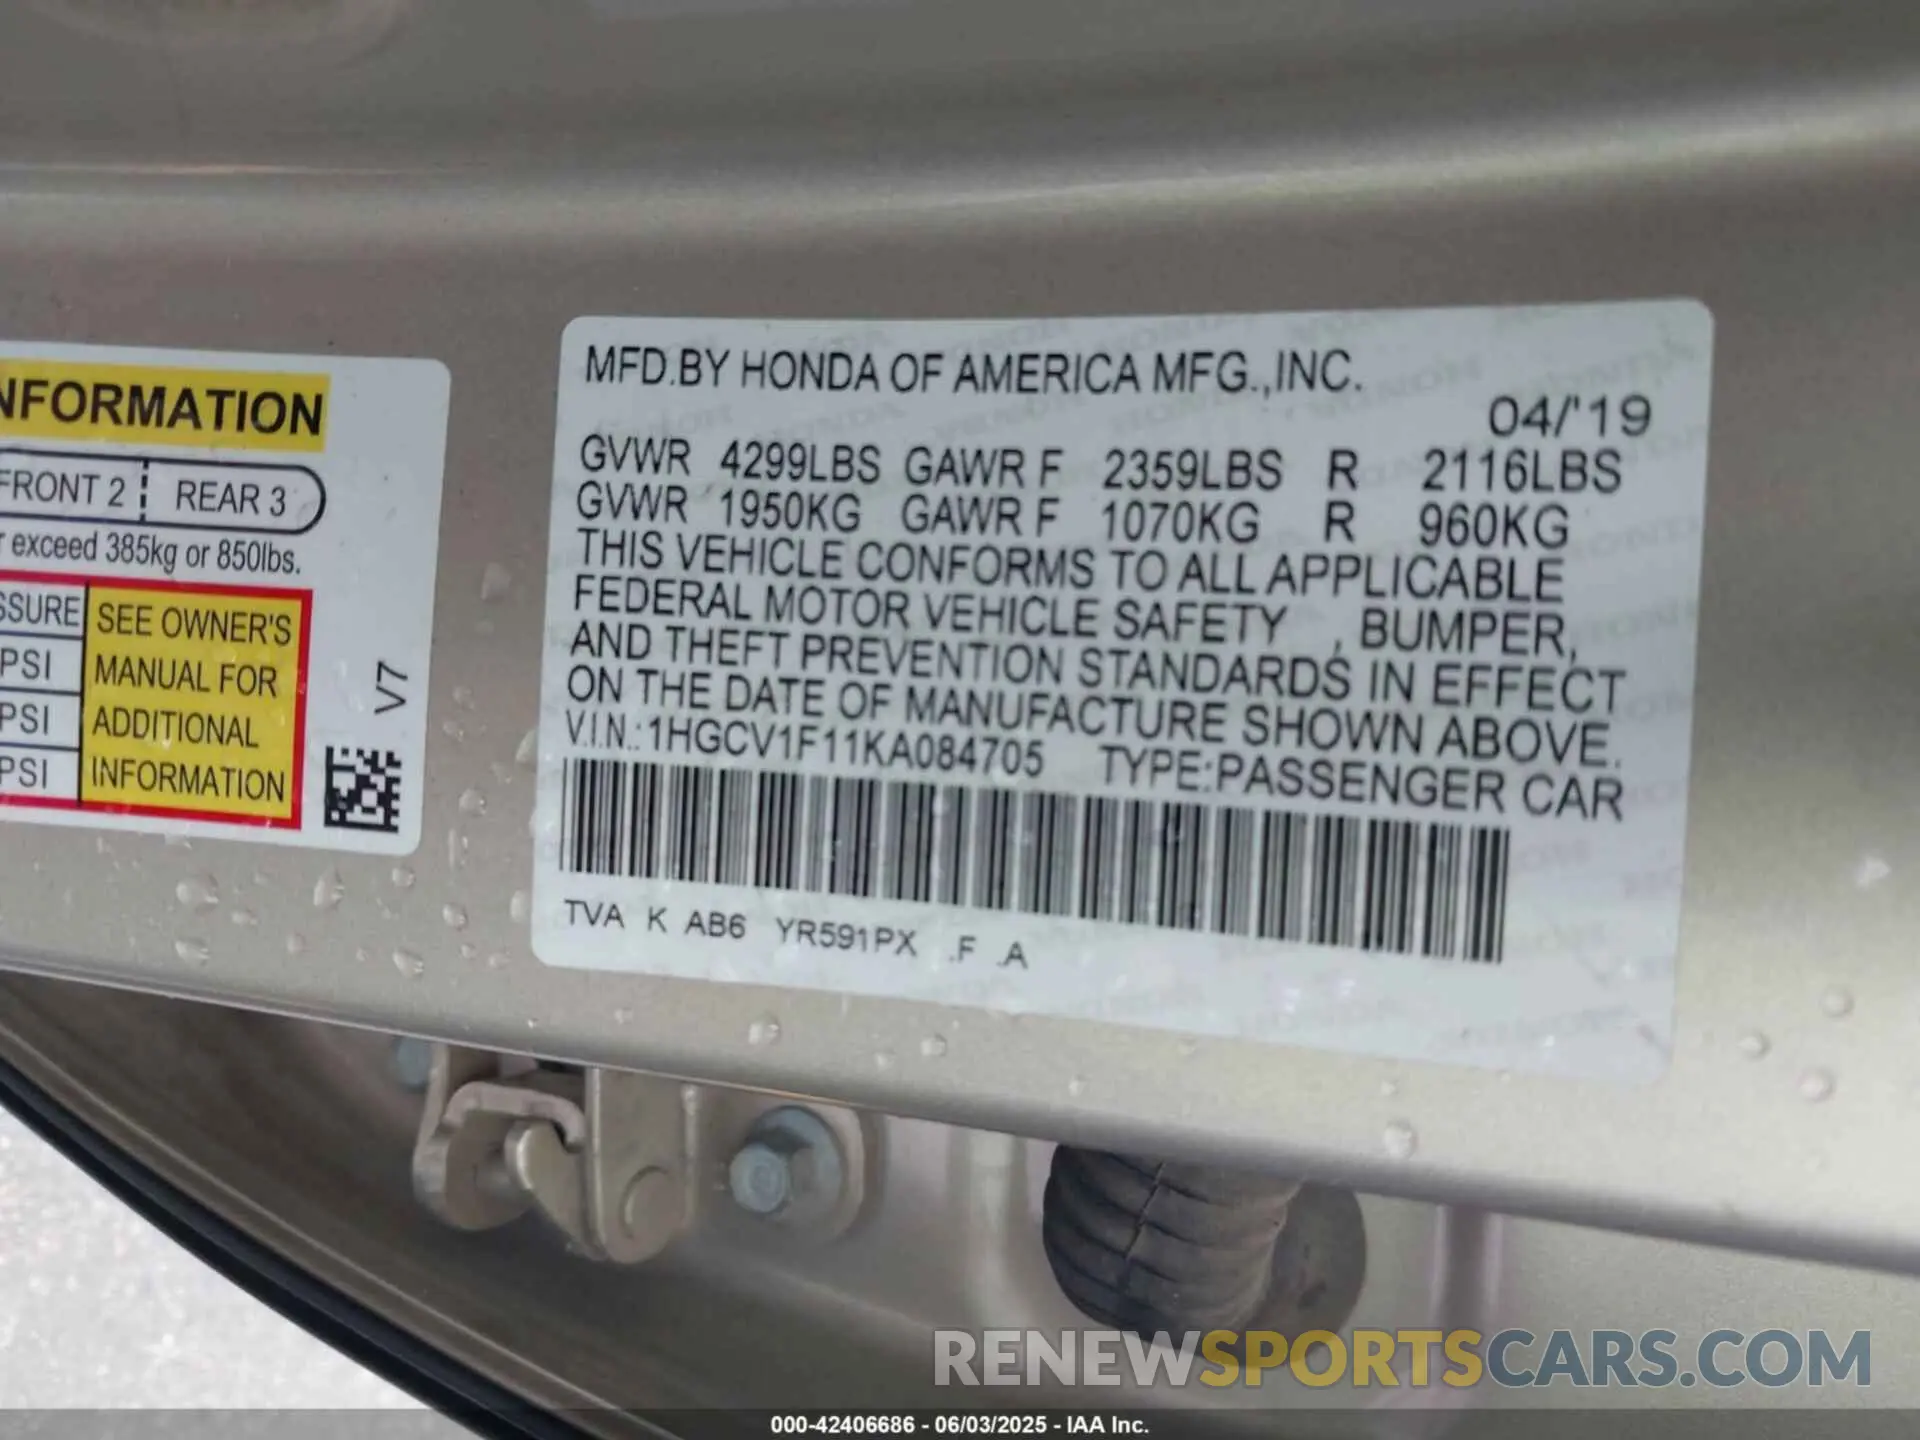 NFORMATION
FRONT 2 REAR 3
r exceed 385kg or 850lbs.
SSURE
PSI
PSI
PSI
SEE OWNER'S
MANUAL FOR
ADDITIONAL
INFORMATION
V7
MFD.BY HONDA OF AMERICA MFG.,INC.
04/'19
GVWR 4299LBS GAWR F 2359LBS R 2116LBS
GVWR 1950KG GAWR F 1070KG R 960KG
THIS VEHICLE CONFORMS TO ALL APPLICABLE
FEDERAL MOTOR VEHICLE SAFETY , BUMPER,
AND THEFT PREVENTION STANDARDS IN EFFECT
ON THE DATE OF MANUFACTURE SHOWN ABOVE.
V.I.N.:1HGCV1F11KA084705 TYPE:PASSENGER CAR
TVA K AB6 YR591PX .F .A
RENEWSPORTSCARS.COM
000-42406686 - 06/03/2025 - IAA Inc.